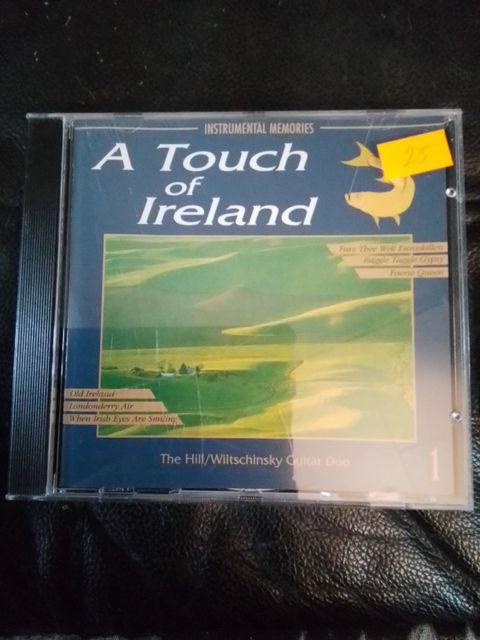 INSTRUMENTAL MEMORIES
A Touch
of
Ireland
25
Fare Thee Well Enniskillen
Raggle Taggle Gypsy
Faerie Queen
Old Ireland
Londonderry Air
When Irish Eyes Are Smiling
The Hill/Wiltschinsky Guitar Duo
1